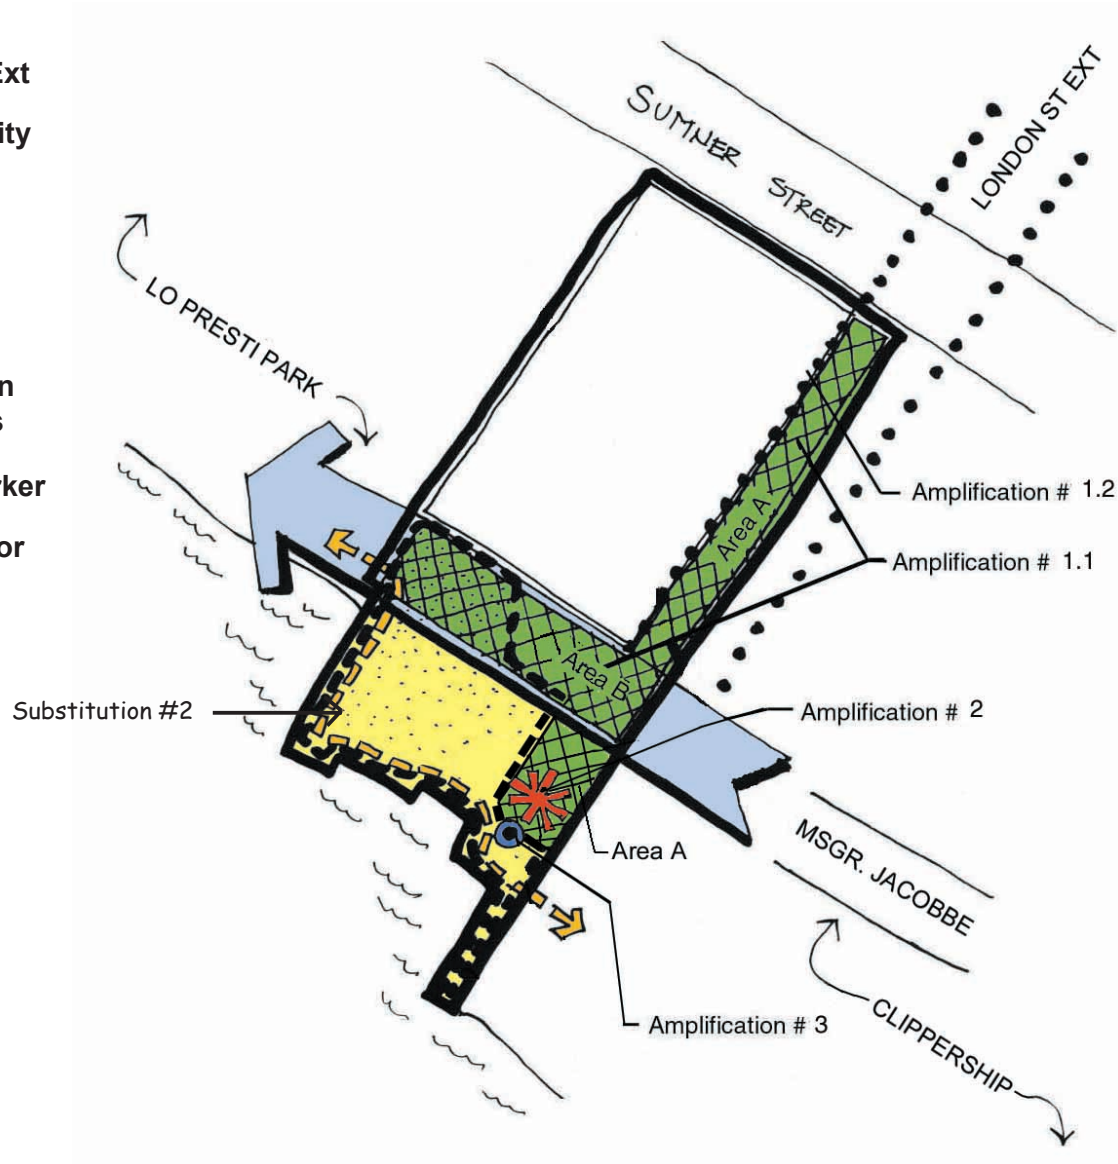 Ext
ity
n
s
ker
or
SUMNER STREET
LONDON ST EXT
LO PRESTI PARK
Amplification # 1.2
Area A
Amplification # 1.1
Area B
Substitution #2
Amplification # 2
Area A
MSGR. JACOBBE
Amplification # 3
CLIPPERSHIP